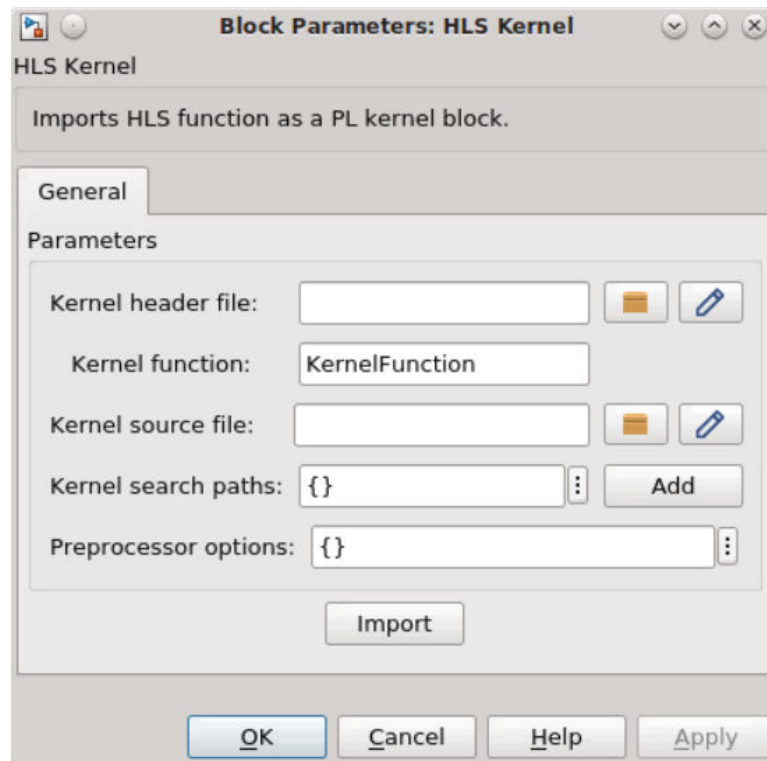 Block Parameters: HLS Kernel
HLS Kernel
Imports HLS function as a PL kernel block.
General
Parameters
Kernel header file:
Kernel function: KernelFunction
Kernel source file:
Kernel search paths: {} Add
Preprocessor options: {}
Import
OK Cancel Help Apply